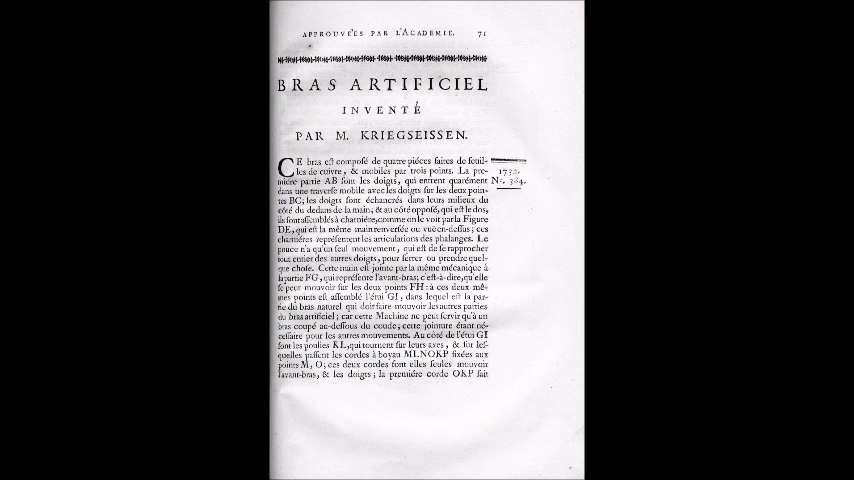 APPROUVÉES PAR L'ACADEMIE. 71
BRAS ARTIFICIEL
INVENTÉ
PAR M. KRIEGSEISSEN.
CE bras est composé de quatre piéces faites de feuil-
les de cuivre, & mobiles par trois points. La pre-
miére partie AB sont les doigts, qui entrent quarément
dans une traverse mobile avec les doigts sur les deux poin-
tes BC; les doigts sont échancrés dans leurs milieux du
côté du dedans de la main; & au côté opposé, qui est le dos,
ils sont assemblés à charniére, comme on le voit par la Figure
DE, qui est la même main renversée ou vuë en-dessus; ces
charniéres représentent les articulations des phalanges. Le
pouce n'a qu'un seul mouvement, qui est de se rapprocher
tout entier des autres doigts, pour serrer ou prendre quel-
que chose. Cette main est jointe par la même mécanique à
la partie FG, qui représente l'avant-bras; c'est-à-dire, qu'elle
se peut mouvoir sur les deux points FH: à ces deux mê-
mes points est assemblé l'étui GI, dans lequel est la par-
tie du bras naturel qui doit faire mouvoir les autres parties
du bras artificiel; car cette Machine ne peut servir qu'à un
bras coupé au-dessous du coude; cette jointure étant né-
cessaire pour les autres mouvements. Au côté de l'étui GI
sont les poulies KL, qui tournent sur leurs axes, & sur les-
quelles passent les cordes à boyau MLNOKP fixées aux
points M, O; ces deux cordes font elles seules mouvoir
l'avant-bras, & les doigts; la premiére corde OKP fait
1732.
N°. 384.